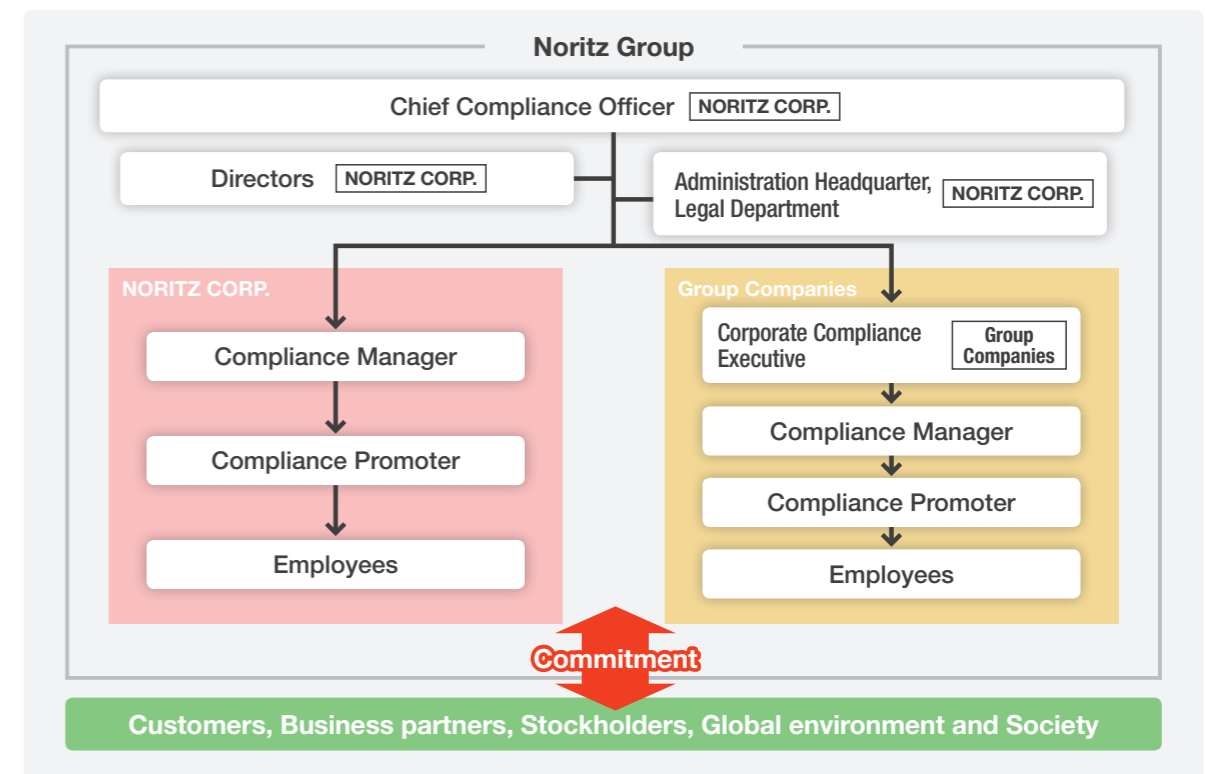 Noritz Group
Chief Compliance Officer NORITZ CORP.
Directors NORITZ CORP.
Administration Headquarter,
Legal Department
NORITZ CORP.
NORITZ CORP.
Compliance Manager
Compliance Promoter
Employees
Group Companies
Corporate Compliance
Executive
Group
Companies
Compliance Manager
Compliance Promoter
Employees
Commitment
Customers, Business partners, Stockholders, Global environment and Society